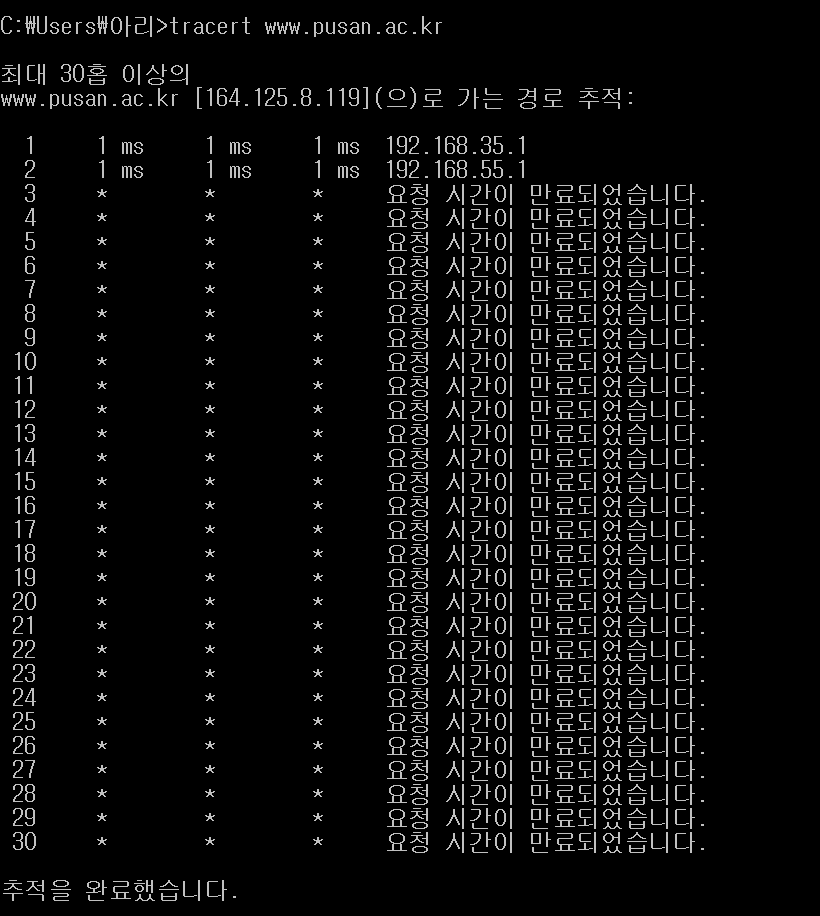 C:\Users\아리>tracert www.pusan.ac.kr
최대 30홉 이상의
www.pusan.ac.kr [164.125.8.119](으)로 가는 경로 추적:
1 1 ms 1 ms 1 ms 192.168.35.1
2 1 ms 1 ms 1 ms 192.168.55.1
3 * * * 요청 시간이 만료되었습니다.
4 * * * 요청 시간이 만료되었습니다.
5 * * * 요청 시간이 만료되었습니다.
6 * * * 요청 시간이 만료되었습니다.
7 * * * 요청 시간이 만료되었습니다.
8 * * * 요청 시간이 만료되었습니다.
9 * * * 요청 시간이 만료되었습니다.
10 * * * 요청 시간이 만료되었습니다.
11 * * * 요청 시간이 만료되었습니다.
12 * * * 요청 시간이 만료되었습니다.
13 * * * 요청 시간이 만료되었습니다.
14 * * * 요청 시간이 만료되었습니다.
15 * * * 요청 시간이 만료되었습니다.
16 * * * 요청 시간이 만료되었습니다.
17 * * * 요청 시간이 만료되었습니다.
18 * * * 요청 시간이 만료되었습니다.
19 * * * 요청 시간이 만료되었습니다.
20 * * * 요청 시간이 만료되었습니다.
21 * * * 요청 시간이 만료되었습니다.
22 * * * 요청 시간이 만료되었습니다.
23 * * * 요청 시간이 만료되었습니다.
24 * * * 요청 시간이 만료되었습니다.
25 * * * 요청 시간이 만료되었습니다.
26 * * * 요청 시간이 만료되었습니다.
27 * * * 요청 시간이 만료되었습니다.
28 * * * 요청 시간이 만료되었습니다.
29 * * * 요청 시간이 만료되었습니다.
30 * * * 요청 시간이 만료되었습니다.
추적을 완료했습니다.